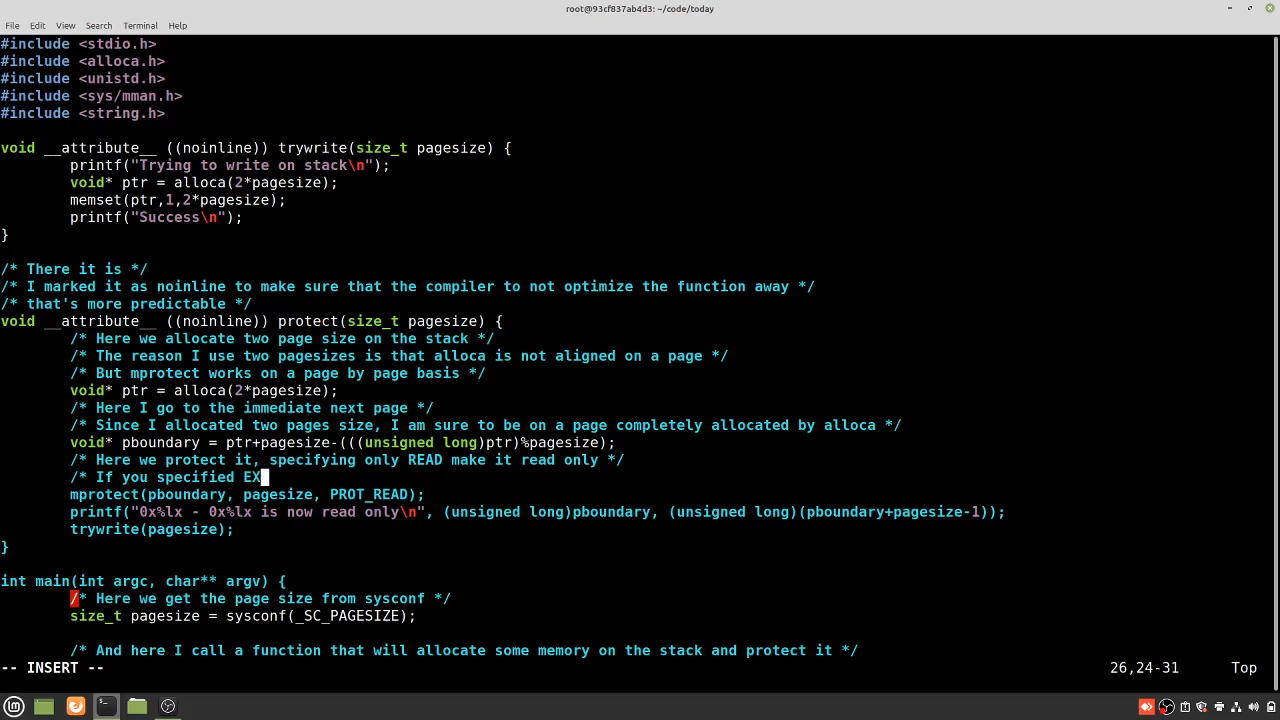 root@93cf837ab4d3: ~/code/today
File Edit View Search Terminal Help
#include <stdio.h>
#include <alloca.h>
#include <unistd.h>
#include <sys/mman.h>
#include <string.h>
void __attribute__ ((noinline)) trywrite(size_t pagesize) {
printf("Trying to write on stack\n");
void* ptr = alloca(2*pagesize);
memset(ptr,1,2*pagesize);
printf("Success\n");
}
/* There it is */
/* I marked it as noinline to make sure that the compiler to not optimize the function away */
/* that's more predictable */
void __attribute__ ((noinline)) protect(size_t pagesize) {
/* Here we allocate two page size on the stack */
/* The reason I use two pagesizes is that alloca is not aligned on a page */
/* But mprotect works on a page by page basis */
void* ptr = alloca(2*pagesize);
/* Here I go to the immediate next page */
/* Since I allocated two pages size, I am sure to be on a page completely allocated by alloca */
void* pboundary = ptr+pagesize-(((unsigned long)ptr)%pagesize);
/* Here we protect it, specifying only READ make it read only */
/* If you specified EX
mprotect(pboundary, pagesize, PROT_READ);
printf("0x%lx - 0x%lx is now read only\n", (unsigned long)pboundary, (unsigned long)(pboundary+pagesize-1));
trywrite(pagesize);
}
int main(int argc, char** argv) {
/* Here we get the page size from sysconf */
size_t pagesize = sysconf(_SC_PAGESIZE);
/* And here I call a function that will allocate some memory on the stack and protect it */
-- INSERT -- 26,24-31 Top